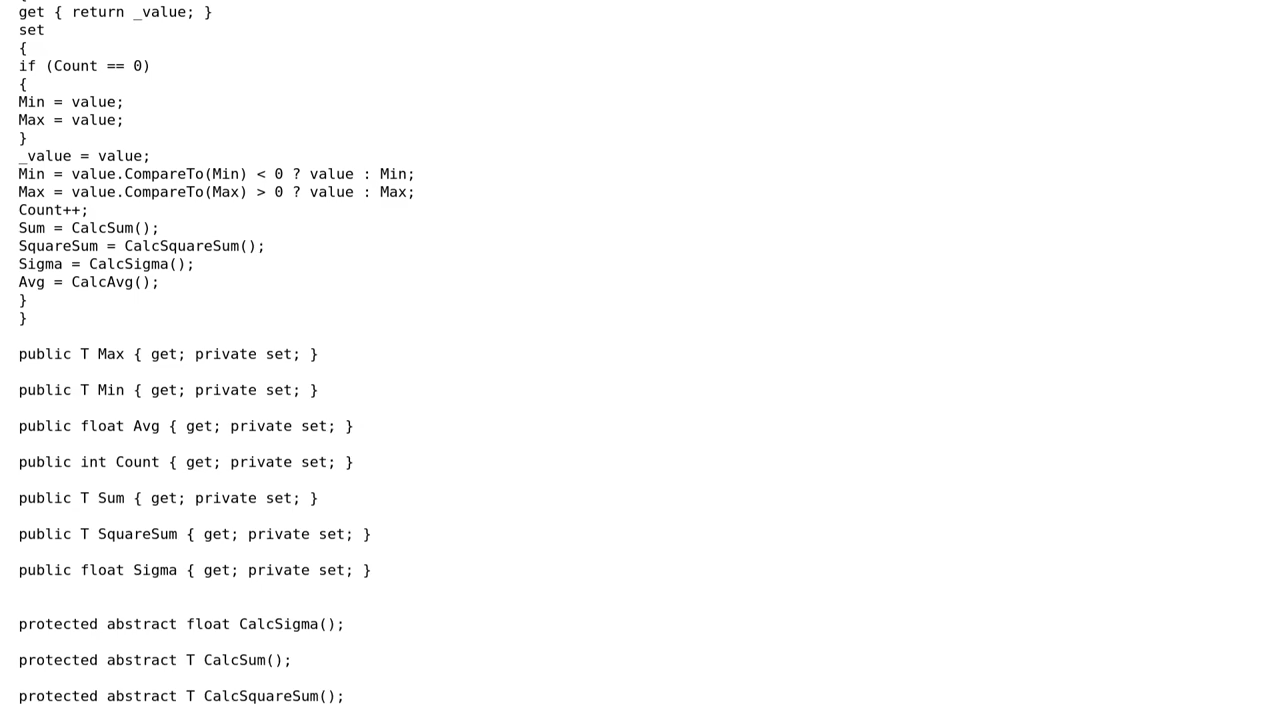 get { return _value; }
set
{
if (Count == 0)
{
Min = value;
Max = value;
}
_value = value;
Min = value.CompareTo(Min) < 0 ? value : Min;
Max = value.CompareTo(Max) > 0 ? value : Max;
Count++;
Sum = CalcSum();
SquareSum = CalcSquareSum();
Sigma = CalcSigma();
Avg = CalcAvg();
}
}
public T Max { get; private set; }
public T Min { get; private set; }
public float Avg { get; private set; }
public int Count { get; private set; }
public T Sum { get; private set; }
public T SquareSum { get; private set; }
public float Sigma { get; private set; }
protected abstract float CalcSigma();
protected abstract T CalcSum();
protected abstract T CalcSquareSum();